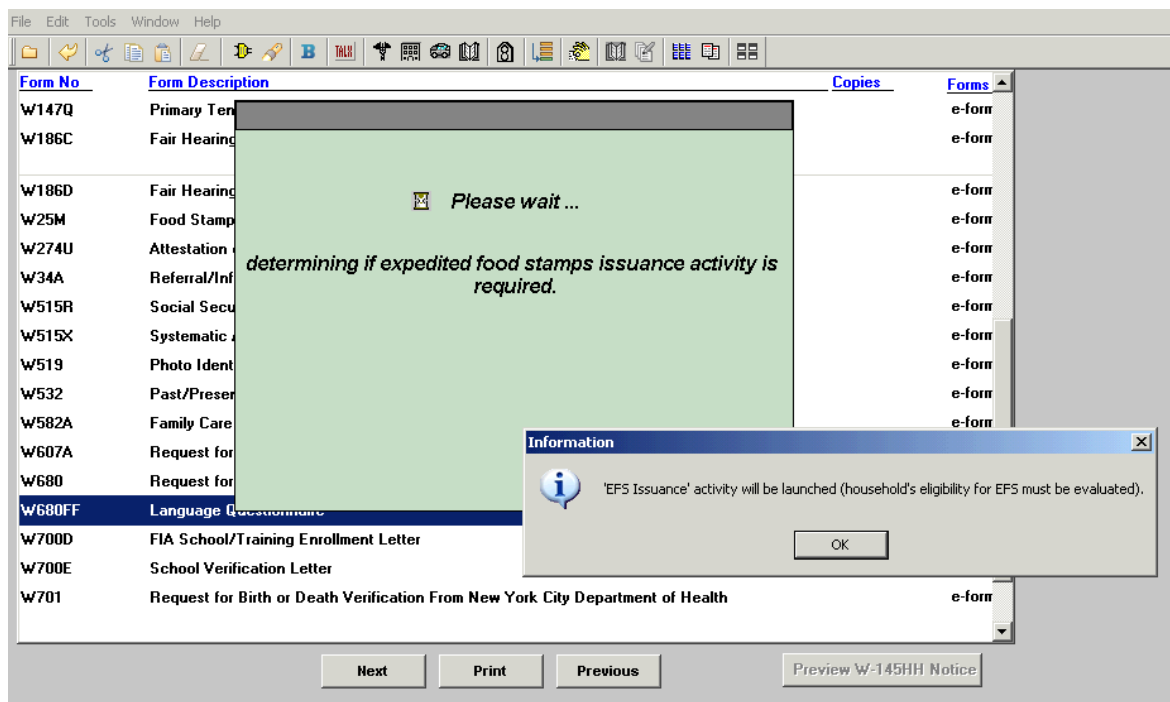 File Edit Tools Window Help
B TALK
Form No Form Description Copies Forms
W147Q Primary Ten e-form
W186C Fair Hearing e-form
W186D Fair Hearing e-form
W25M Food Stamp e-form
W274U Attestation e-form
W34A Referral/Inf e-form
W515R Social Secu e-form
W515X Systematic e-form
W519 Photo Ident e-form
W532 Past/Preser e-form
W582A Family Care e-form
W607A Request for
W680 Request for
W680FF Language Questionnaire
W700D FIA School/Training Enrollment Letter
W700E School Verification Letter
W701 Request for Birth or Death Verification From New York City Department of Health e-form
Please wait ...
determining if expedited food stamps issuance activity is
required.
Information
'EFS Issuance' activity will be launched (household's eligibility for EFS must be evaluated).
OK
Next Print Previous Preview W-145HH Notice